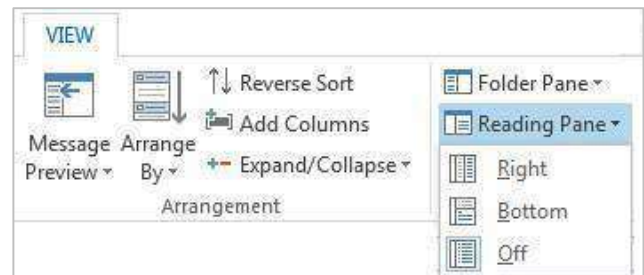 VIEW
Message
Preview
Arrange
By
Reverse Sort
Add Columns
Expand/Collapse
Arrangement
Folder Pane
Reading Pane
Right
Bottom
Off